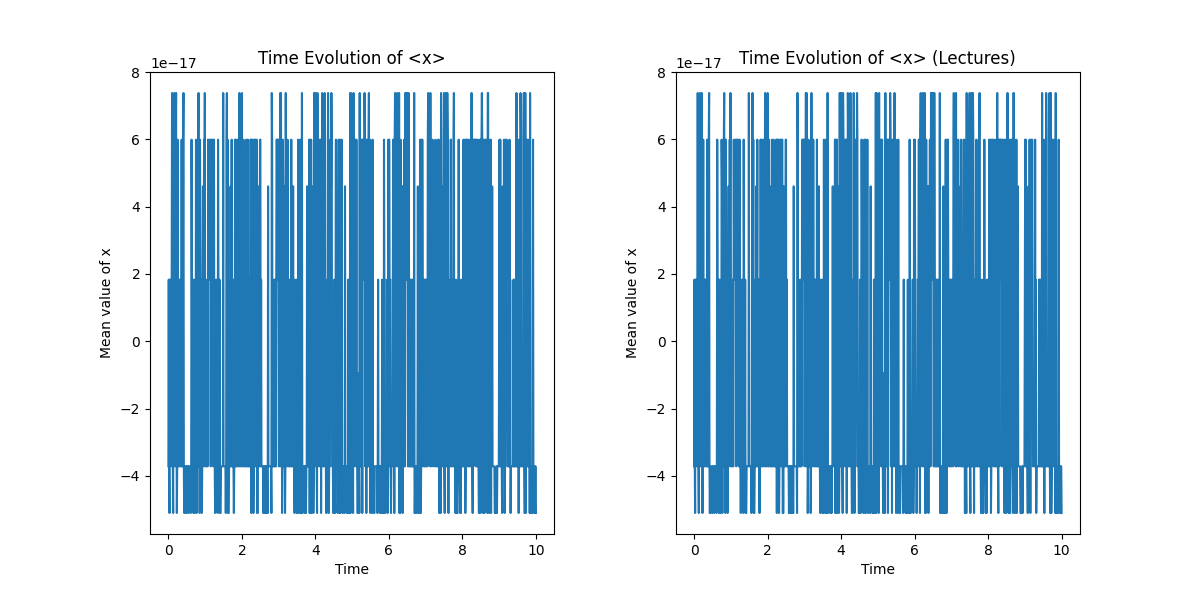 Time Evolution of <x>
1e−17
8
6
4
2
0
−2
−4
Mean value of x
0 2 4 6 8 10
Time
Time Evolution of <x> (Lectures)
1e−17
8
6
4
2
0
−2
−4
Mean value of x
0 2 4 6 8 10
Time